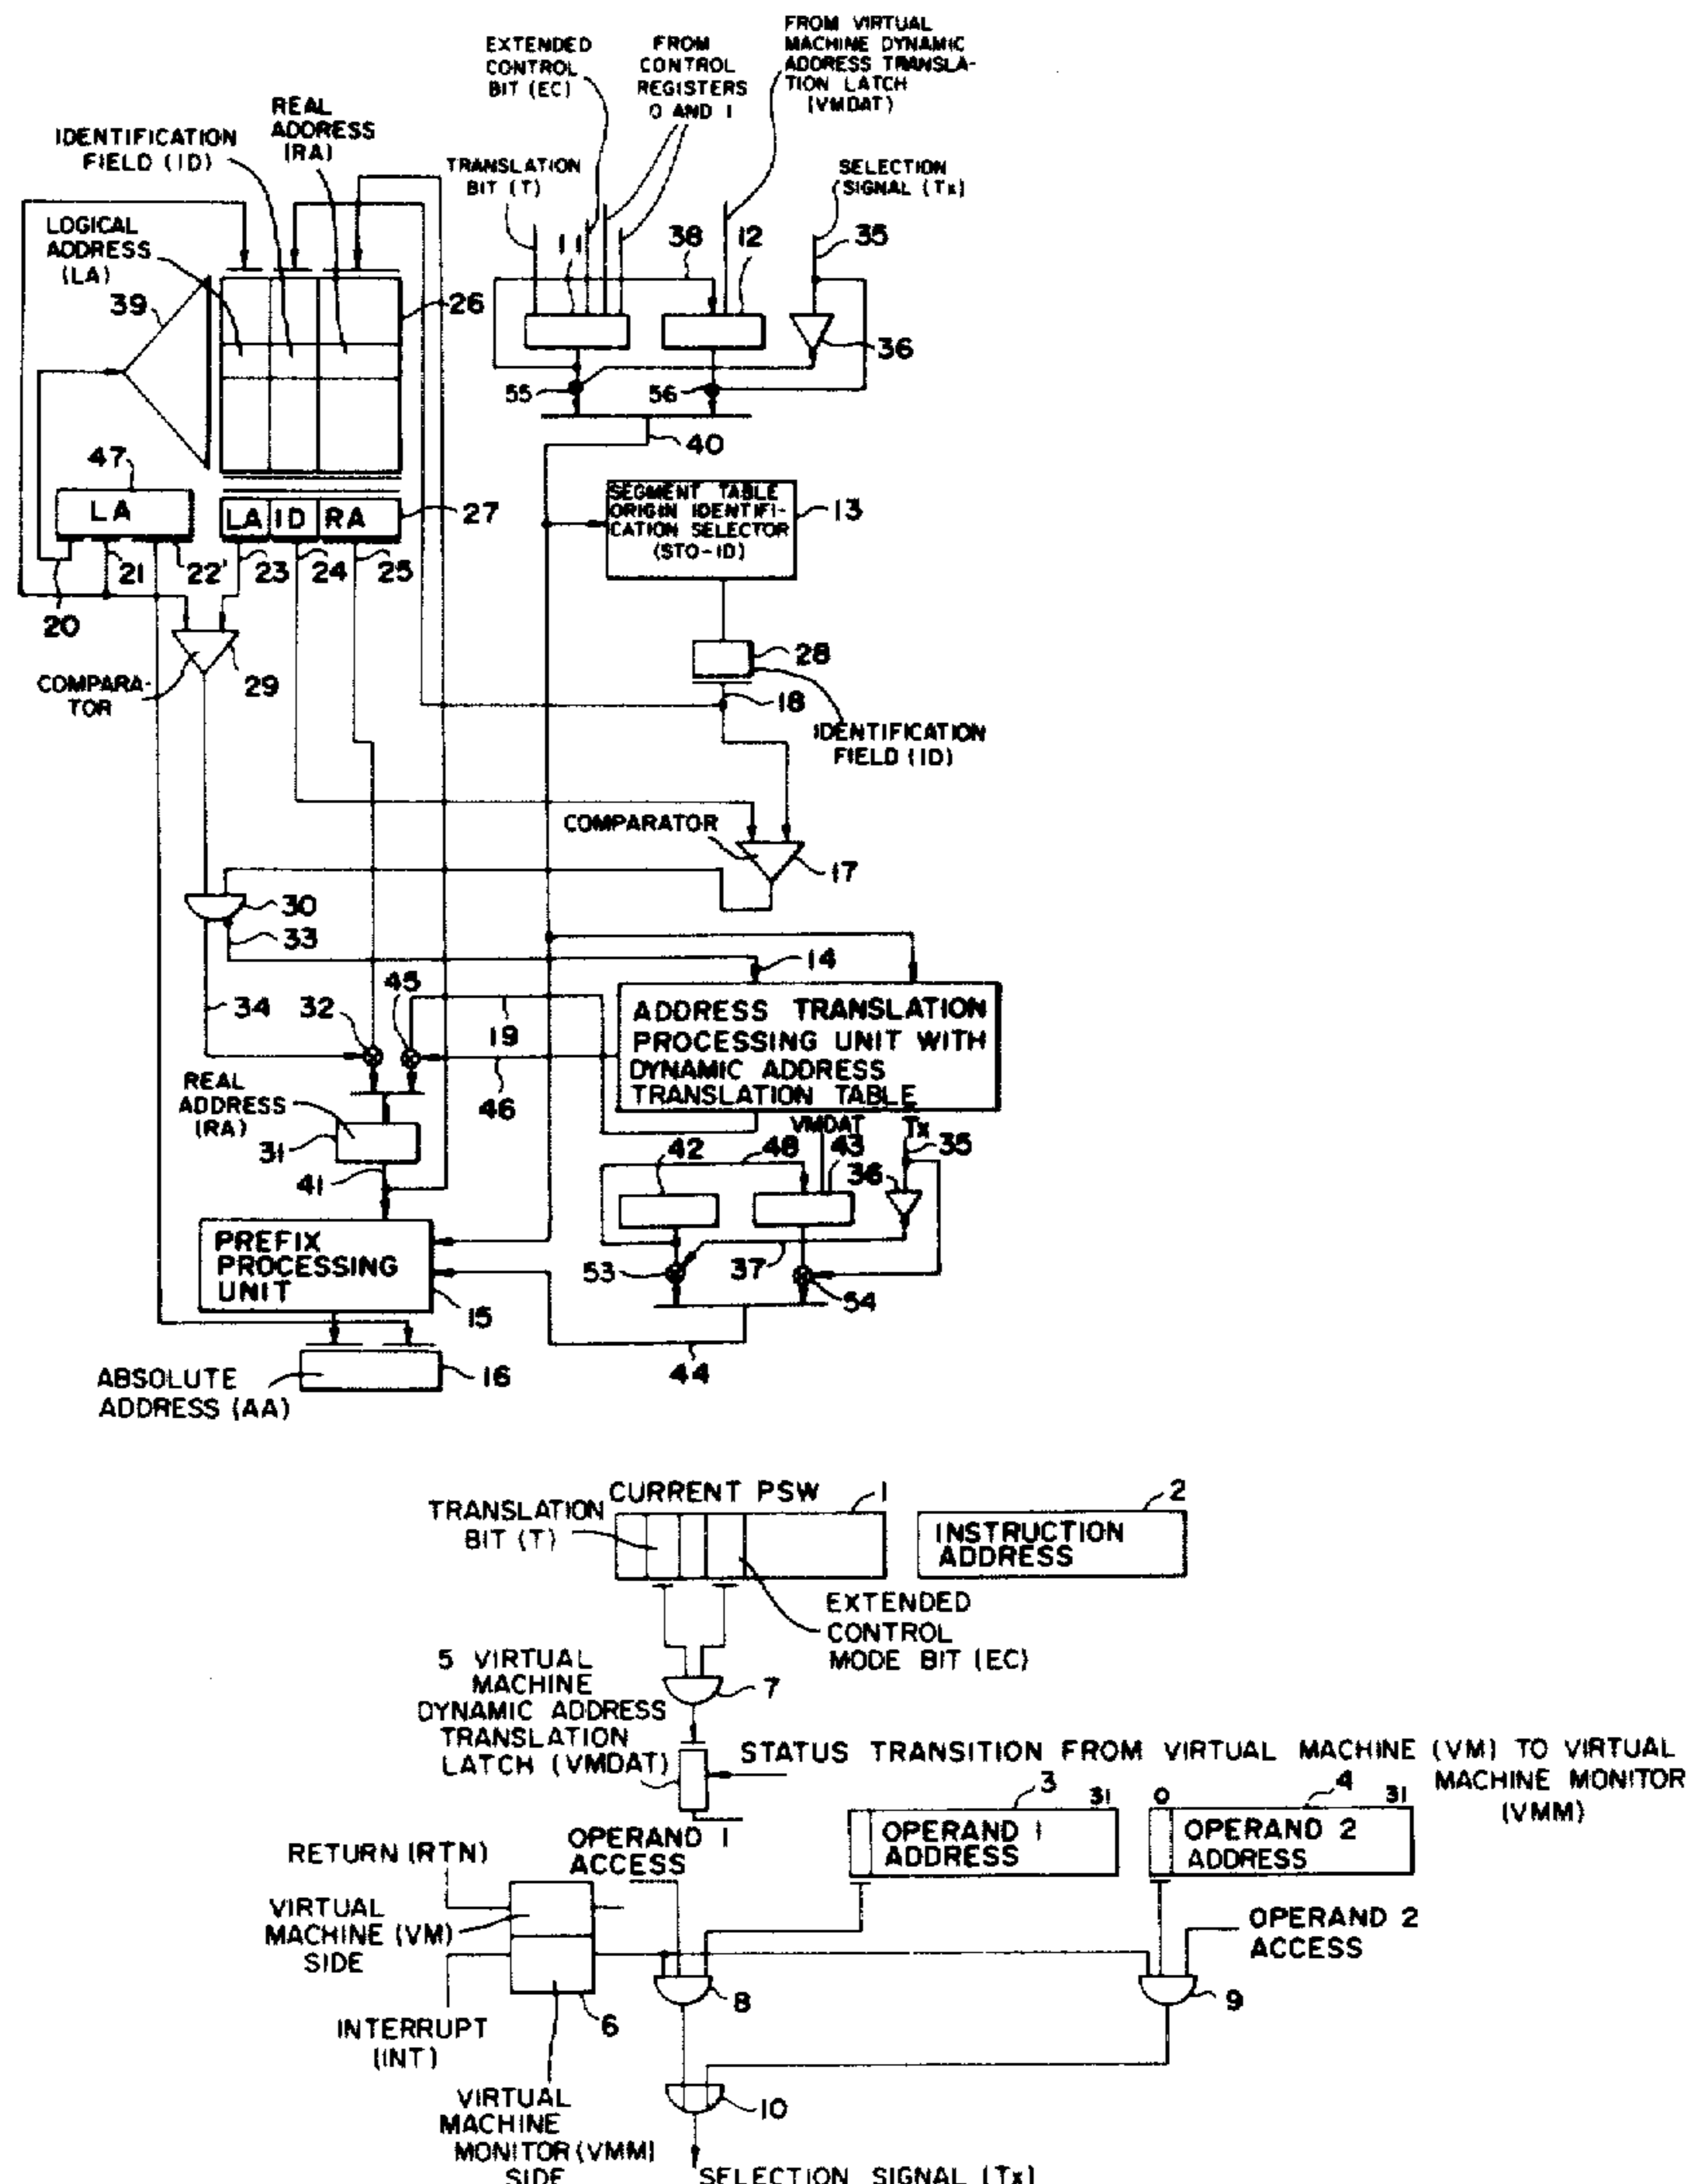 FROM VIRTUAL
MACHINE DYNAMIC
ADDRESS TRANSLA-
TION LATCH
(VMDAT)
EXTENDED
CONTROL
BIT (EC)
FROM
CONTROL
REGISTERS
0 AND 1
REAL
ADDRESS
(RA)
IDENTIFICATION
FIELD (ID)
TRANSLATION
BIT (T)
SELECTION
SIGNAL (Tx)
LOGICAL
ADDRESS
(LA)
11
38
12
35
39
26
36
55
56
40
47
LA
LA ID RA
27
SEGMENT TABLE
ORIGIN IDENTIFI-
CATION SELECTOR
(STO-ID)
13
20
21
22'
23
24
25
28
COMPARA-
TOR
29
18
IDENTIFICATION
FIELD (ID)
COMPARATOR
17
30
33
14
34
32
45
19
46
ADDRESS TRANSLATION
PROCESSING UNIT WITH
DYNAMIC ADDRESS
TRANSLATION TABLE
REAL
ADDRESS
(RA)
31
41
VMDAT
Tx
42
48
43
36
35
PREFIX
PROCESSING
UNIT
15
53
37
54
44
ABSOLUTE
ADDRESS (AA)
16
CURRENT PSW
1
2
TRANSLATION
BIT (T)
INSTRUCTION
ADDRESS
EXTENDED
CONTROL
MODE BIT (EC)
5 VIRTUAL
MACHINE
DYNAMIC ADDRESS
TRANSLATION
LATCH (VMDAT)
7
STATUS TRANSITION FROM VIRTUAL MACHINE (VM) TO VIRTUAL
MACHINE MONITOR
(VMM)
3
31
0
4
31
OPERAND 1
ADDRESS
OPERAND 2
ADDRESS
OPERAND 1
ACCESS
RETURN (RTN)
VIRTUAL
MACHINE (VM)
SIDE
OPERAND 2
ACCESS
8
9
6
INTERRUPT
(INT)
VIRTUAL
MACHINE
MONITOR (VMM)
SIDE
10
SELECTION SIGNAL (Tx)